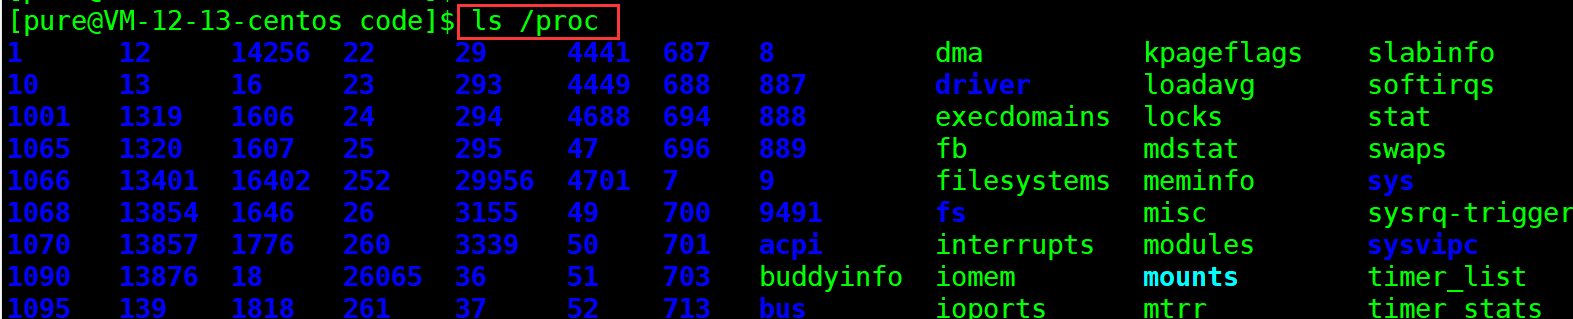 [pure@VM-12-13-centos code]$ ls /proc
1 12 14256 22 29 4441 687 8 dma kpageflags slabinfo
10 13 16 23 293 4449 688 887 driver loadavg softirqs
1001 1319 1606 24 294 4688 694 888 execdomains locks stat
1065 1320 1607 25 295 47 696 889 fb mdstat swaps
1066 13401 16402 252 29956 4701 7 9 filesystems meminfo sys
1068 13854 1646 26 3155 49 700 9491 fs misc sysrq-trigger
1070 13857 1776 260 3339 50 701 acpi interrupts modules sysvipc
1090 13876 18 26065 36 51 703 buddyinfo iomem mounts timer_list
1095 139 1818 261 37 52 713 bus ioports mtrr timer_stats